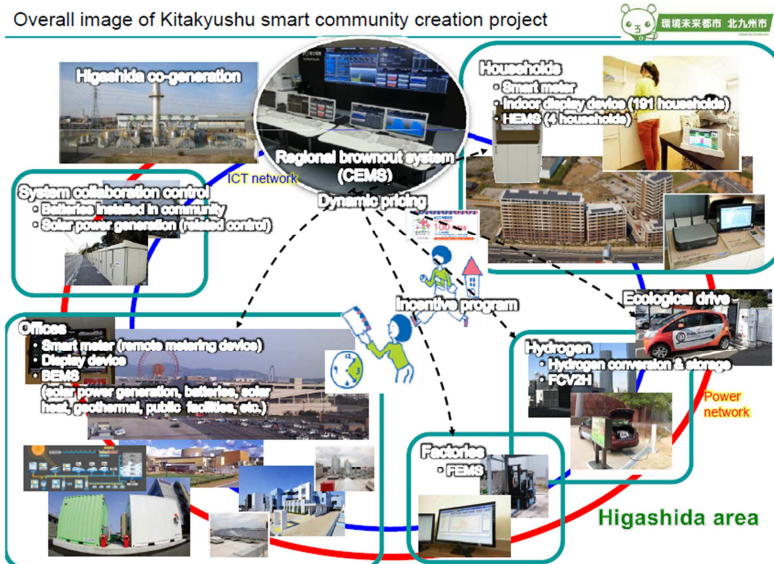 Overall image of Kitakyushu smart community creation project
環境未来都市 北九州市
Higashida co-generation
Regional brownout system
(CEMS)
ICT network
Dynamic pricing
Households
・Smart meter
・Indoor display device (191 households)
・HEMS (4 households)
System collaboration control
・Batteries installed in community
・Solar power generation (related control)
Incentive program
Ecological drive
Offices
・Smart meter (remote metering device)
・Display device
・BEMS
(solar power generation, batteries, solar
heat, geothermal, public facilities, etc.)
Hydrogen
・Hydrogen conversion & storage
・FCV2H
Power
network
Factories
・FEMS
Higashida area